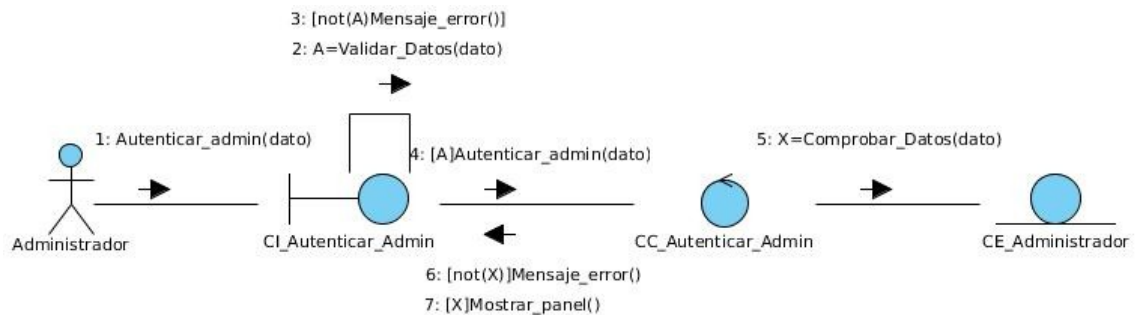 3: [not(A)Mensaje_error()]
2: A=Validar_Datos(dato)
1: Autenticar_admin(dato)
4: [A]Autenticar_admin(dato)
5: X=Comprobar_Datos(dato)
Administrador
CI_Autenticar_Admin
CC_Autenticar_Admin
CE_Administrador
6: [not(X)]Mensaje_error()
7: [X]Mostrar_panel()